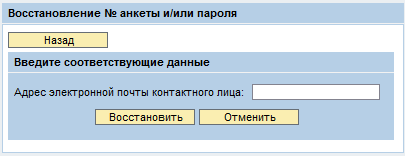 Восстановление № анкеты и/или пароля
Назад
Введите соответствующие данные
Адрес электронной почты контактного лица:
Восстановить Отменить